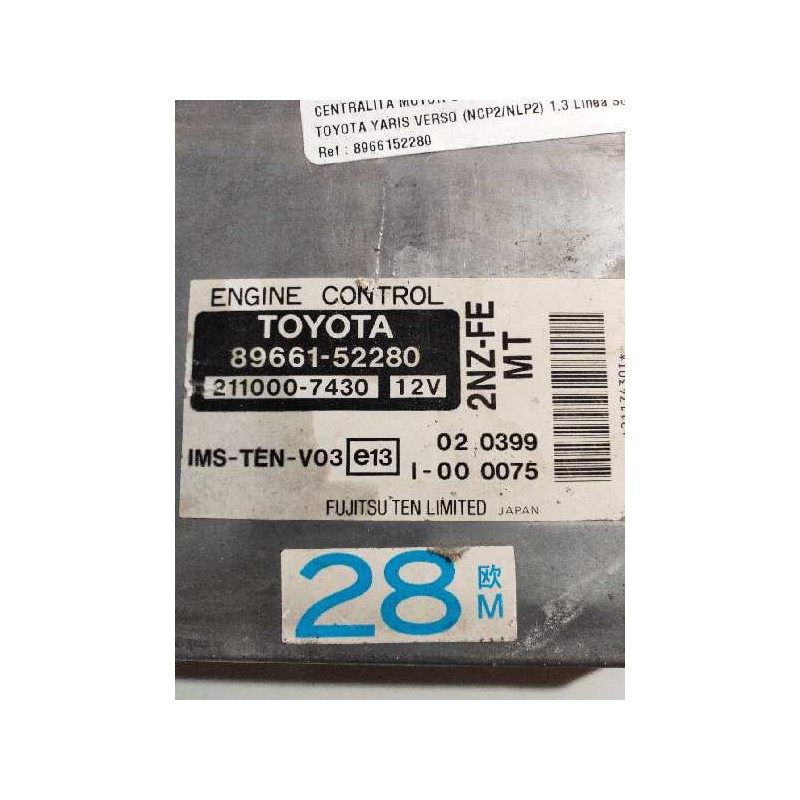 CENTRALITA MOTOR
TOYOTA YARIS VERSO (NCP2/NLP2) 1.3 Linea
Ref : 8966152280
ENGINE CONTROL
TOYOTA
89661-52280
211000-7430 12V
2NZ-FE
MT
IMS-TEN-V03 e13
02 0399
I-00 0075
FUJITSU TEN LIMITED JAPAN
28 欧 M